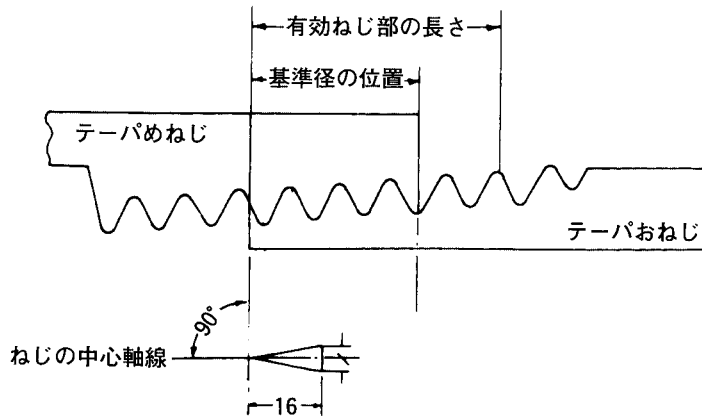 有効ねじ部の長さ
基準径の位置
テーパめねじ
テーパおねじ
90°
ねじの中心軸線
1
16